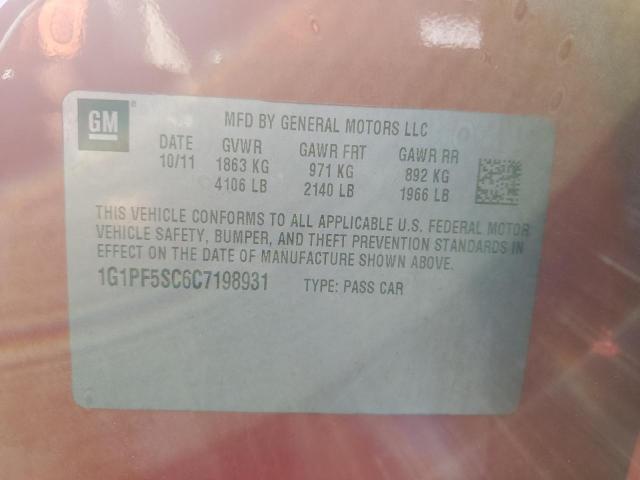 GM ®
MFD BY GENERAL MOTORS LLC
DATE GVWR GAWR FRT GAWR RR
10/11 1863 KG 971 KG 892 KG
4106 LB 2140 LB 1966 LB
THIS VEHICLE CONFORMS TO ALL APPLICABLE U.S. FEDERAL MOTOR
VEHICLE SAFETY, BUMPER, AND THEFT PREVENTION STANDARDS IN
EFFECT ON THE DATE OF MANUFACTURE SHOWN ABOVE.
1G1PF5SC6C7198931 TYPE: PASS CAR